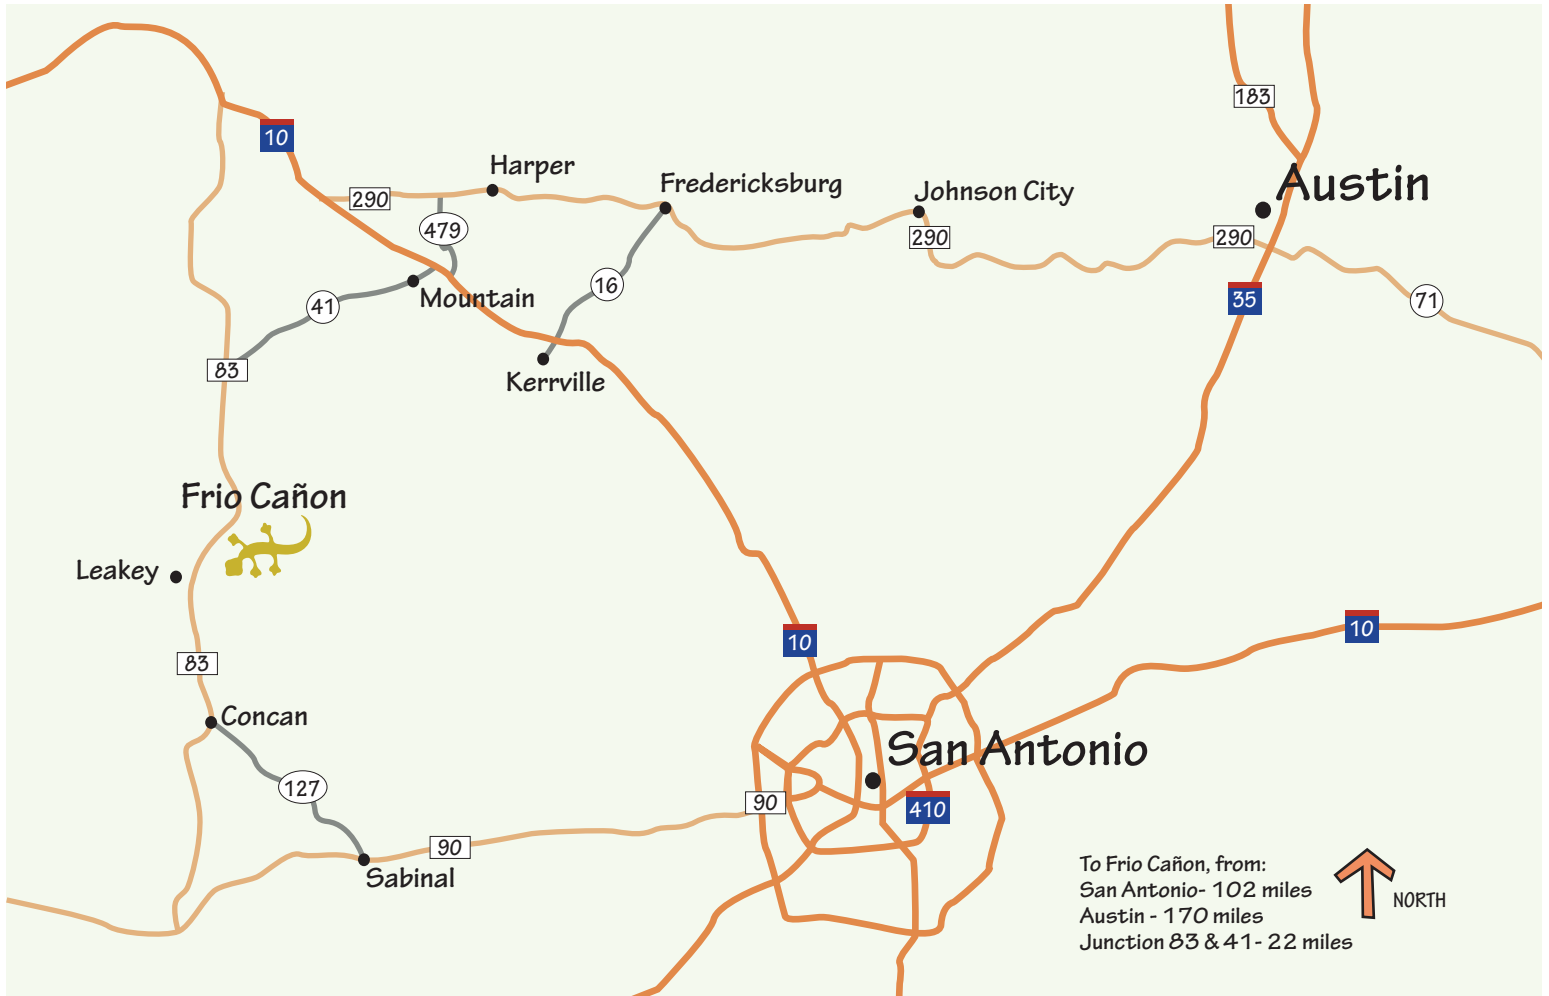 183
10
Harper
Fredericksburg
Johnson City
Austin
290
479
290
290
16
41
Mountain
35
71
83
Kerrville
Frio Cañon
Leakey
10
10
83
Concan
San Antonio
127
90
410
90
Sabinal
To Frio Cañon, from:
San Antonio- 102 miles
Austin - 170 miles
Junction 83 & 41- 22 miles
NORTH